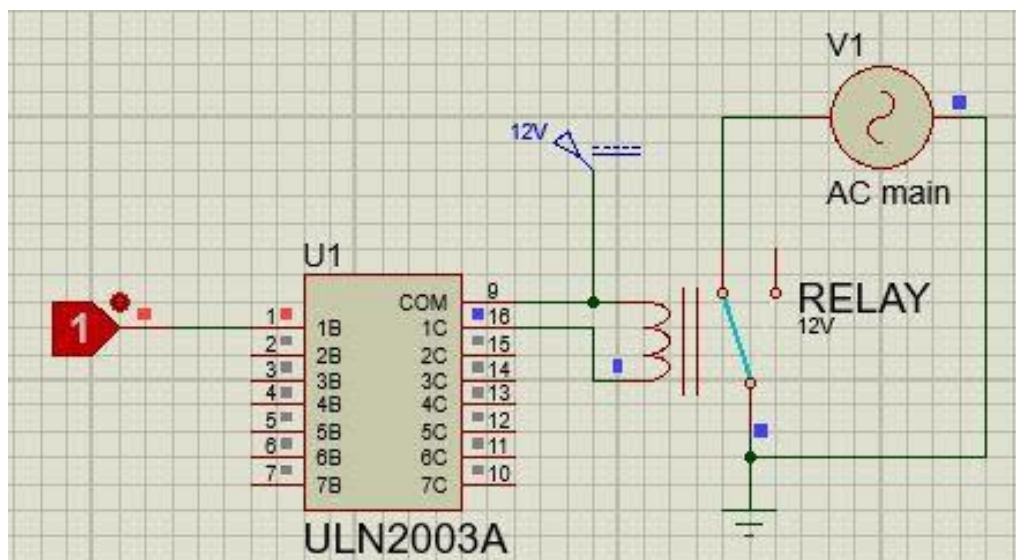 V1
12V
AC main
U1
1
COM
9
1
1B
1C
16
2
2B
2C
15
3
3B
3C
14
4
4B
4C
13
5
5B
5C
12
6
6B
6C
11
7
7B
7C
10
RELAY
12V
ULN2003A